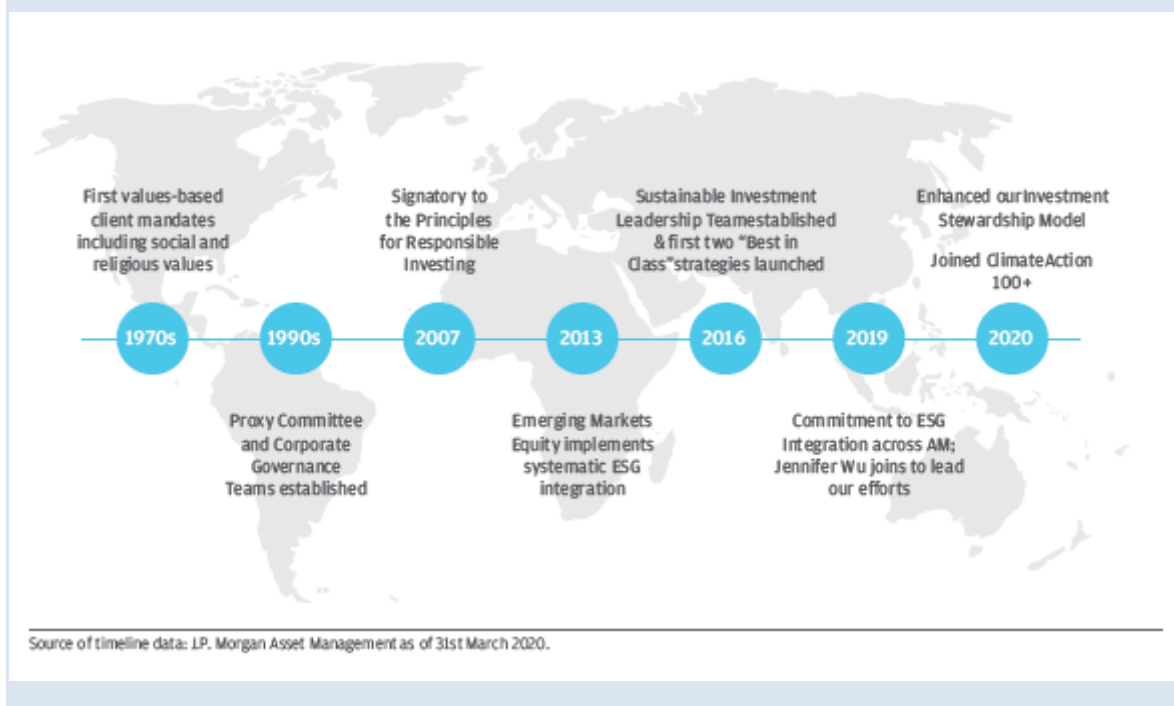 First values-based
client mandates
including social and
religious values
Signatory to
the Principles
for Responsible
Investing
Sustainable Investment
Leadership Teamestablished
& first two "Best in
Class"strategies launched
Enhanced ourInvestment
Stewardship Model
Joined ClimateAction
100+
1970s
1990s
2007
2013
2016
2019
2020
Proxy Committee
and Corporate
Governance
Teams established
Emerging Markets
Equity implements
systematic ESG
integration
Commitment to ESG
Integration across AM;
Jennifer Wu joins to lead
our efforts
Source of timeline data: J.P. Morgan Asset Management as of 31st March 2020.